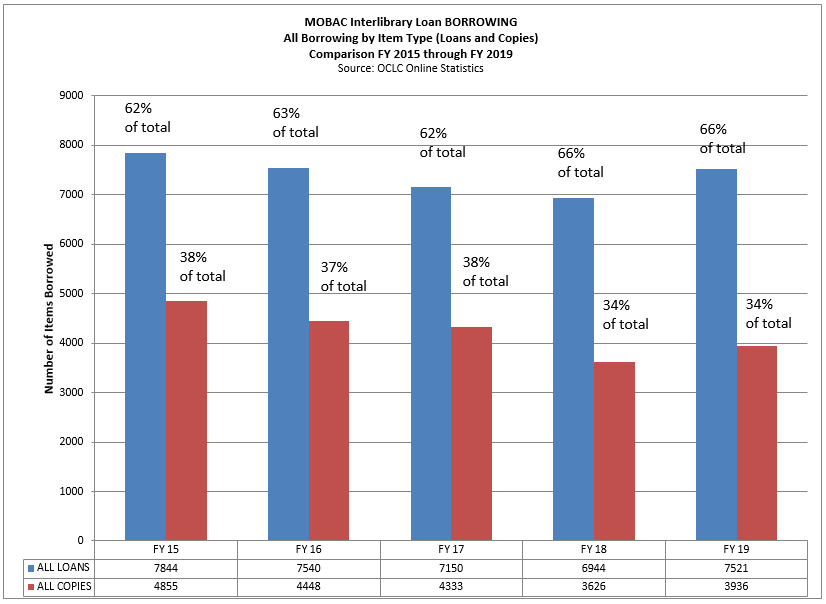 MOBAC Interlibrary Loan BORROWING
All Borrowing by Item Type (Loans and Copies)
Comparison FY 2015 through FY 2019
Source: OCLC Online Statistics
Number of Items Borrowed
9000
8000
7000
6000
5000
4000
3000
2000
1000
0
62%
of total
38%
of total
63%
of total
37%
of total
62%
of total
38%
of total
66%
of total
34%
of total
66%
of total
34%
of total
FY 15 FY 16 FY 17 FY 18 FY 19
ALL LOANS 7844 7540 7150 6944 7521
ALL COPIES 4855 4448 4333 3626 3936